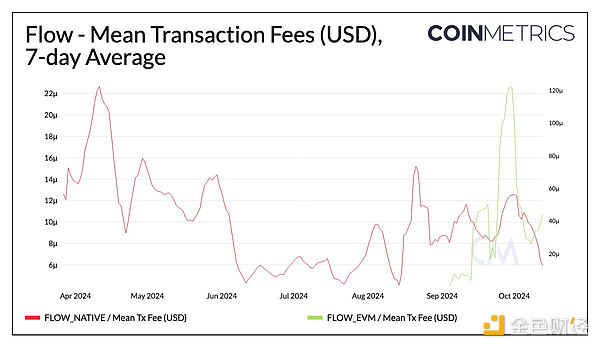 Flow - Mean Transaction Fees (USD),
7-day Average
COINMETRICS
22μ
20μ
18μ
16μ
14μ
12μ
10μ
8μ
6μ
120μ
100μ
80μ
60μ
40μ
20μ
CM
Apr 2024 May 2024 Jun 2024 Jul 2024 Aug 2024 Sep 2024 Oct 2024
FLOW_NATIVE / Mean Tx Fee (USD) FLOW_EVM / Mean Tx Fee (USD)
金色财经